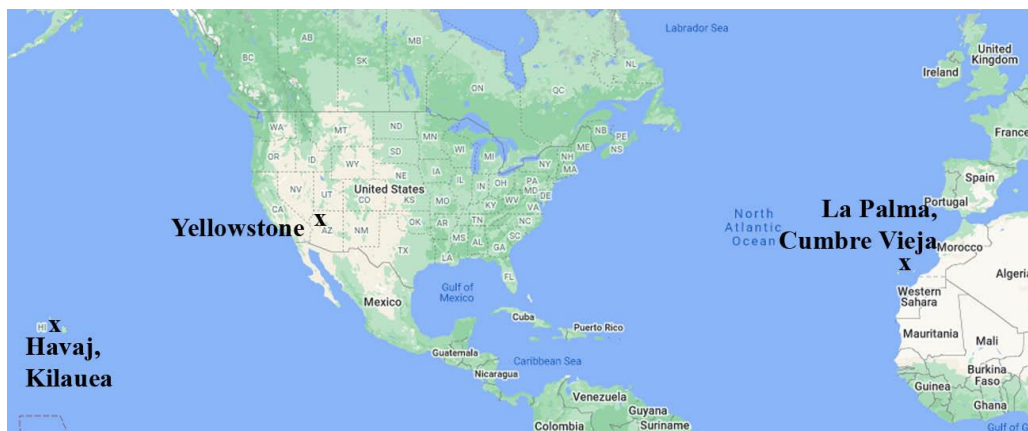 Labrador Sea
AB
MB
BC
SK
NL
United
Kingdom
Ireland
ON
QC
France
WA
MT
ND
MN
NB
PE
NS
OR
ID
SD
WI
MI
ME
NH
MA
WY
NE
IA
NY
Spain
Portugal
NV
UT
United States
CO
KS
MO
IL
IN
OH
PA
MD
DE
WV
VA
KY
CA
Yellowstone
x
AZ
NM
OK
AR
TN
NC
SC
MS
AL
GA
TX
LA
FL
North
Atlantic
Ocean
La Palma,
Cumbre Vieja
x
Morocco
Algeria
Western
Sahara
Gulf of
Mexico
Mexico
Cuba
Puerto Rico
HI
x
Havaj,
Kilauea
Mauritania
Mali
Guatemala
Caribbean Sea
Nicaragua
Burkina
Faso
Guinea
Ghana
Venezuela
Guyana
Colombia
Suriname
Gulf of G